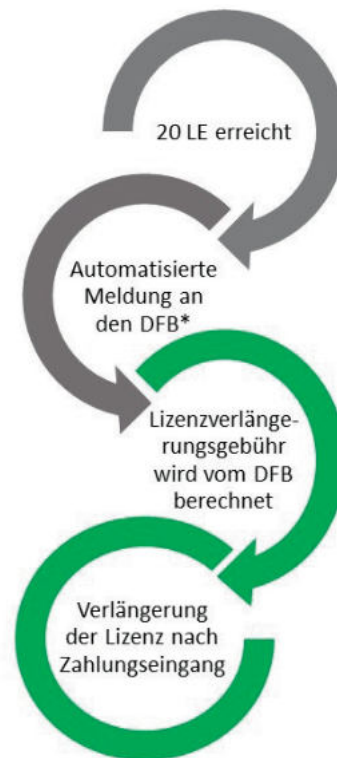 20 LE erreicht
Automatisierte
Meldung an
den DFB*
Lizenzverlänge-
rungsgebühr
wird vom DFB
berechnet
Verlängerung
der Lizenz nach
Zahlungseingang